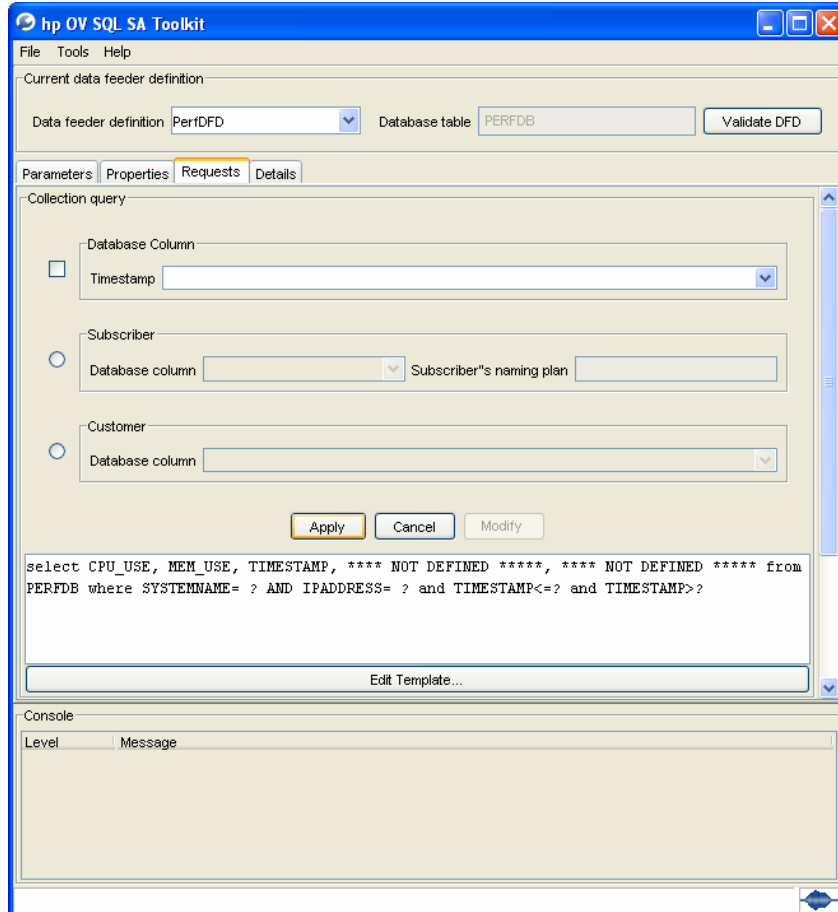 hp OV SQL SA Toolkit
File Tools Help
Current data feeder definition
Data feeder definition PerfDFD Database table PERFDB Validate DFD
Parameters Properties Requests Details
Collection query
Database Column
Timestamp
Subscriber
Database column Subscriber"s naming plan
Customer
Database column
Apply Cancel Modify
select CPU_USE, MEM_USE, TIMESTAMP, **** NOT DEFINED *****, **** NOT DEFINED ***** from
PERFDB where SYSTEMNAME= ? AND IPADDRESS= ? and TIMESTAMP<=? and TIMESTAMP>?
Edit Template...
Console
Level Message